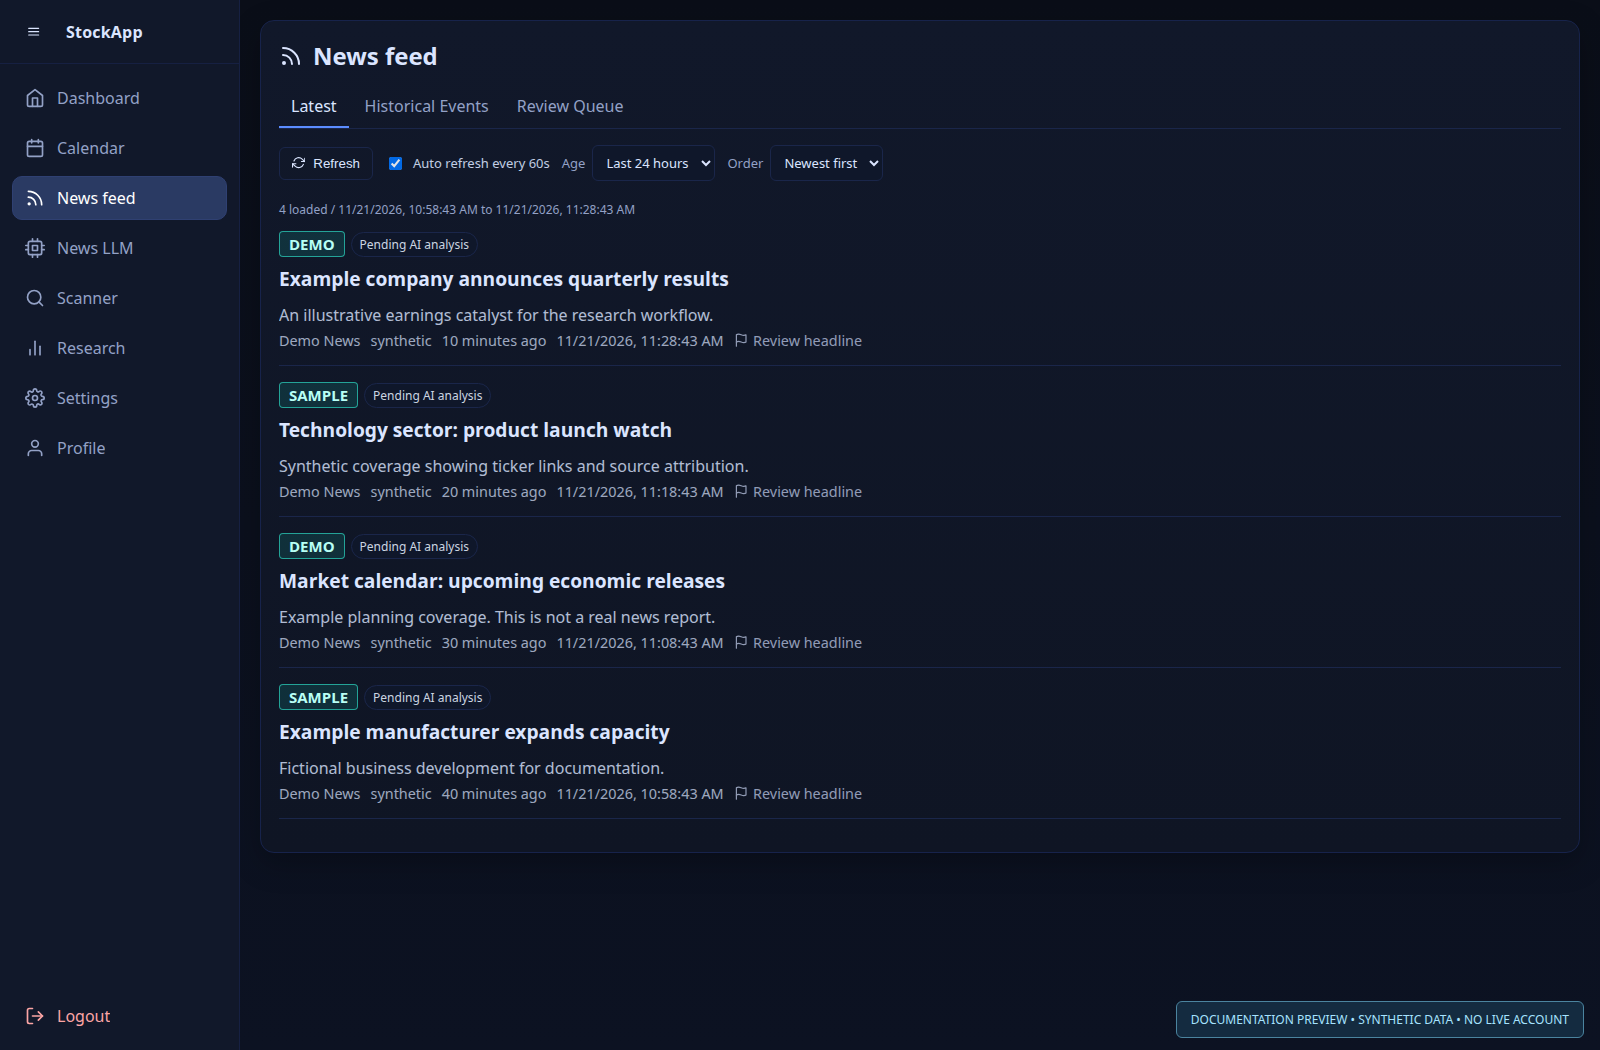 StockApp
Dashboard
Calendar
News feed
News LLM
Scanner
Research
Settings
Profile
Logout
News feed
Latest Historical Events Review Queue
Refresh Auto refresh every 60s Age Last 24 hours Order Newest first
4 loaded / 11/21/2026, 10:58:43 AM to 11/21/2026, 11:28:43 AM
DEMO Pending AI analysis
Example company announces quarterly results
An illustrative earnings catalyst for the research workflow.
Demo News synthetic 10 minutes ago 11/21/2026, 11:28:43 AM Review headline
SAMPLE Pending AI analysis
Technology sector: product launch watch
Synthetic coverage showing ticker links and source attribution.
Demo News synthetic 20 minutes ago 11/21/2026, 11:18:43 AM Review headline
DEMO Pending AI analysis
Market calendar: upcoming economic releases
Example planning coverage. This is not a real news report.
Demo News synthetic 30 minutes ago 11/21/2026, 11:08:43 AM Review headline
SAMPLE Pending AI analysis
Example manufacturer expands capacity
Fictional business development for documentation.
Demo News synthetic 40 minutes ago 11/21/2026, 10:58:43 AM Review headline
DOCUMENTATION PREVIEW • SYNTHETIC DATA • NO LIVE ACCOUNT